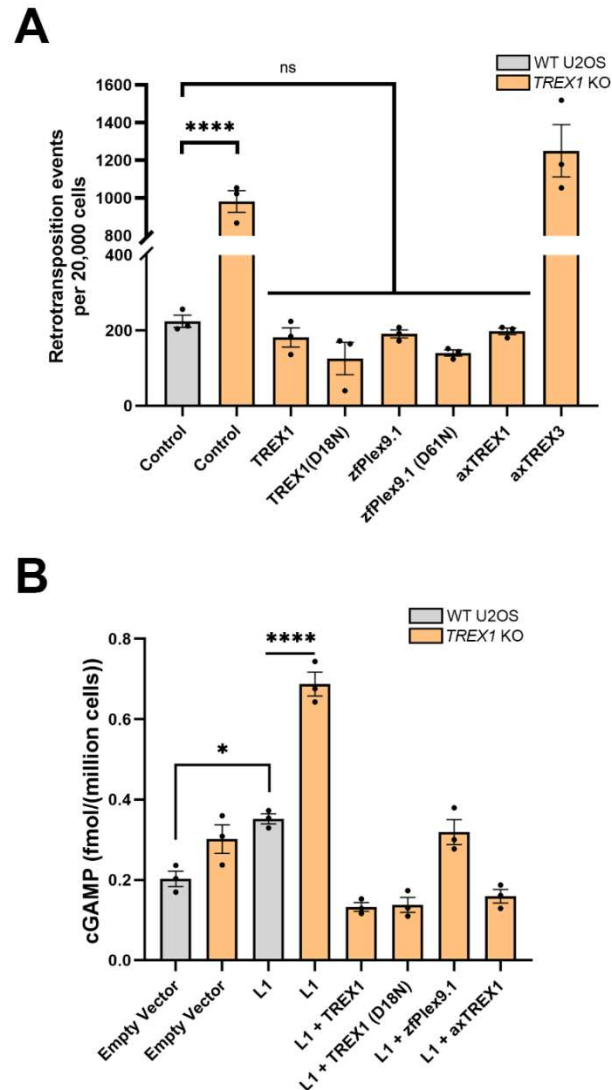 A
WT U2OS
TREX1 KO
ns
****
Retrotransposition events
per 20,000 cells
1600
1400
1200
1000
800
400
200
0
Control
Control
TREX1
TREX1(D18N)
zfPlex9.1
zfPlex9.1 (D61N)
axTREX1
axTREX3
B
WT U2OS
TREX1 KO
****
*
cGAMP (fmol/(million cells))
0.8
0.6
0.4
0.2
0.0
Empty Vector
Empty Vector
L1
L1
L1 + TREX1
L1 + TREX1 (D18N)
L1 + zfPlex9.1
L1 + axTREX1